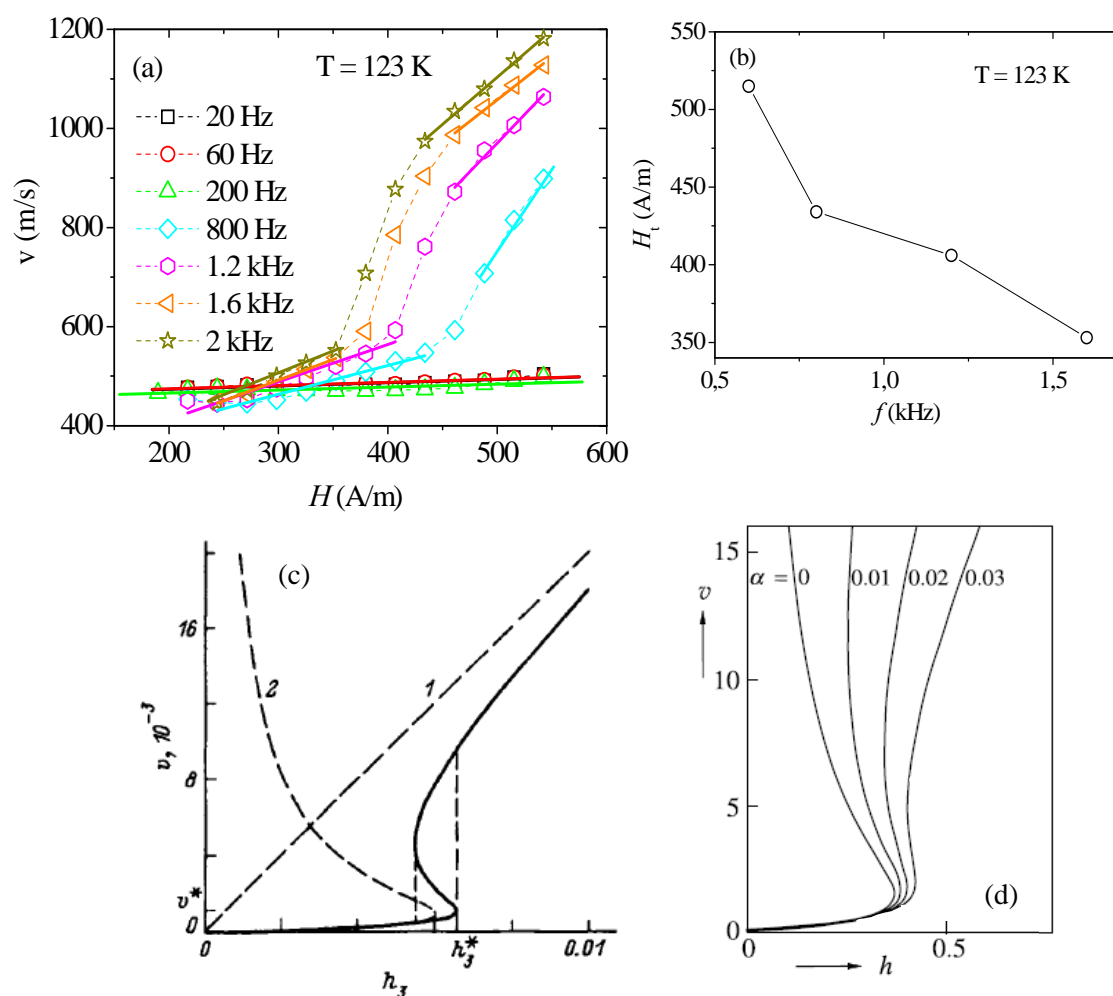 (a)
T = 123 K
20 Hz
60 Hz
200 Hz
800 Hz
1.2 kHz
1.6 kHz
2 kHz
1200
1000
800
600
400
v (m/s)
200
300
400
500
600
H (A/m)
(b)
T = 123 K
550
500
450
400
350
Ht (A/m)
0,5
1,0
1,5
f (kHz)
(c)
1
2
16
8
v*
0
v, 10⁻³
0
h₃*
0.01
h₃
(d)
15
10
5
0
v
α = 0
0.01
0.02
0.03
0
0.5
h